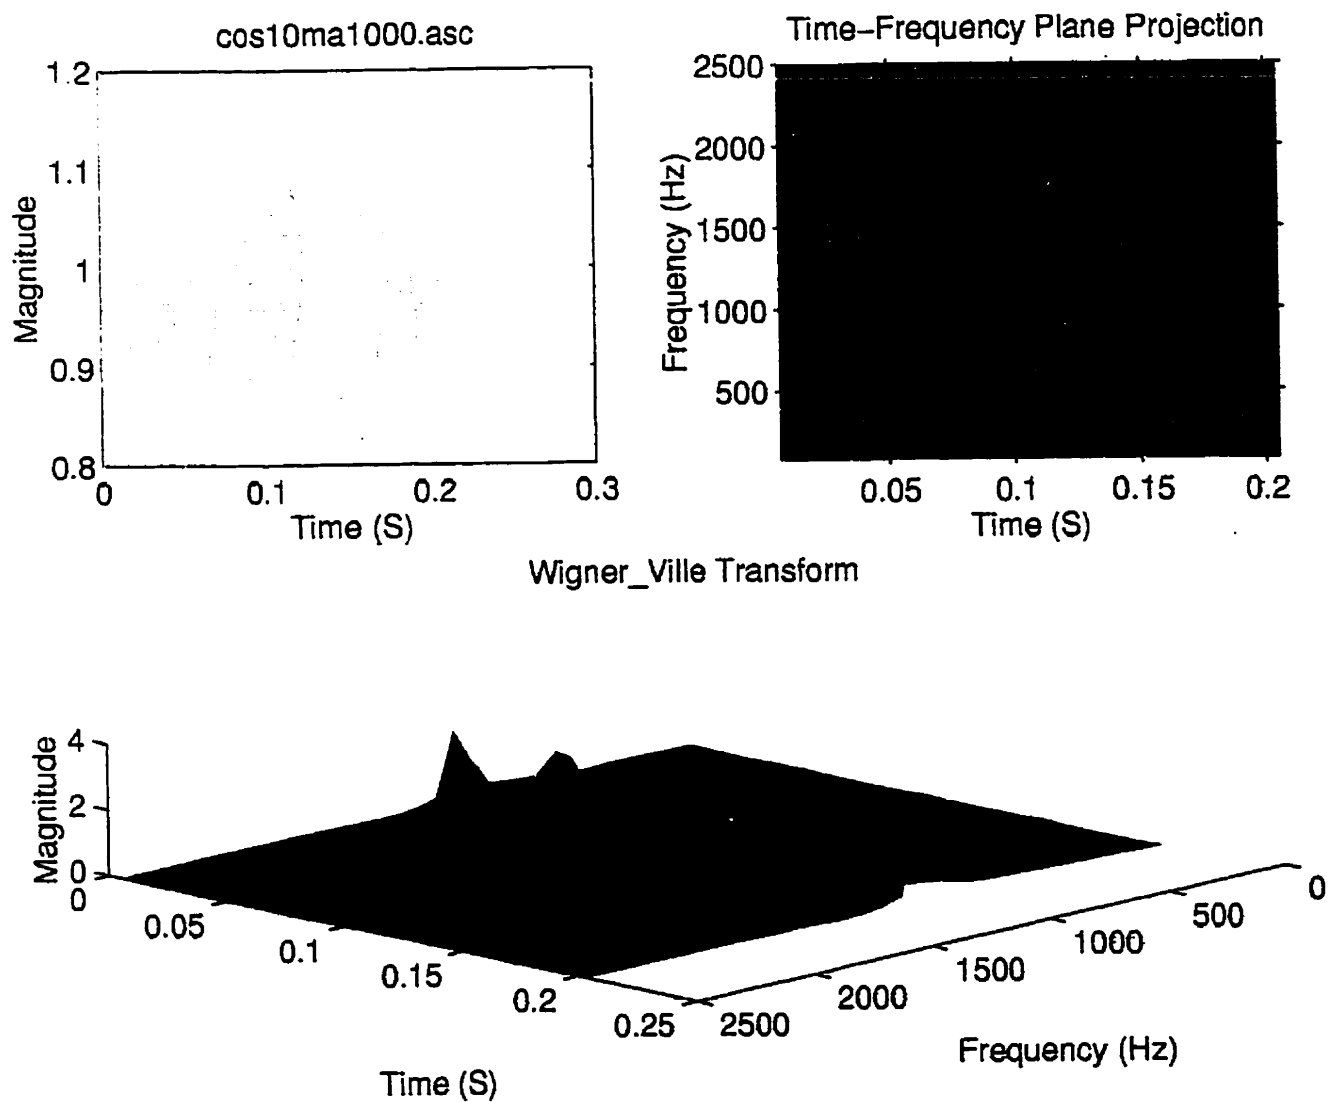 cos10ma1000.asc
1.2
1.1
1
0.9
0.8
Magnitude
0 0.1 0.2 0.3
Time (S)
Time-Frequency Plane Projection
2500
2000
1500
1000
500
Frequency (Hz)
0.05 0.1 0.15 0.2
Time (S)
Wigner_Ville Transform
4
2
0
Magnitude
0 0.05 0.1 0.15 0.2 0.25
Time (S)
2500 2000 1500 1000 500 0
Frequency (Hz)